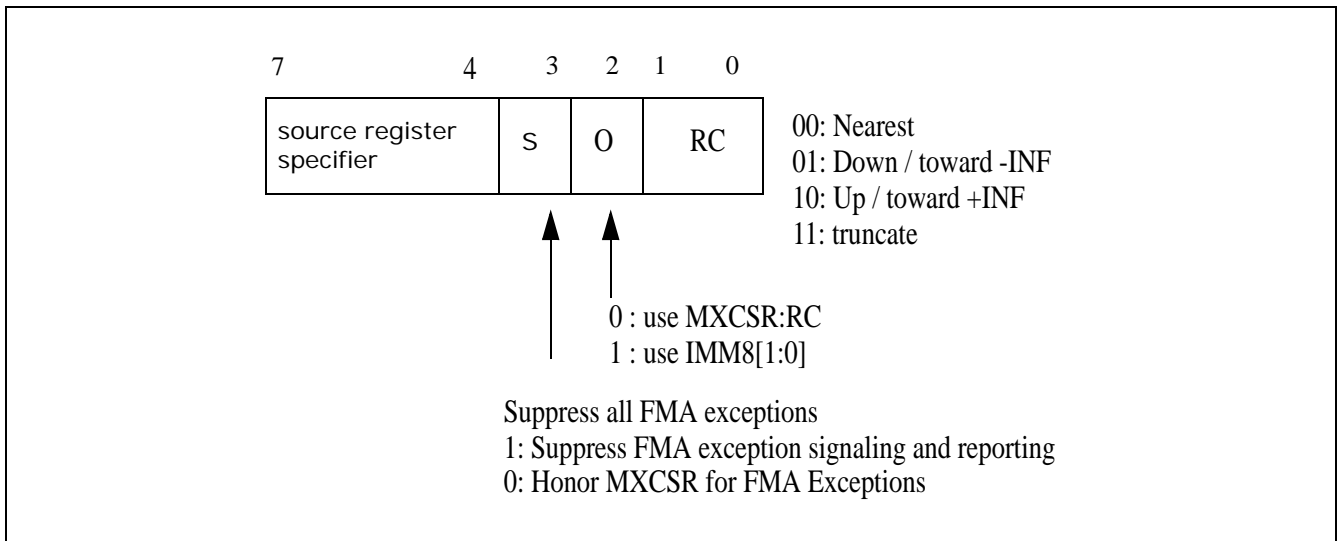 7 4 3 2 1 0
source register
specifier
S
O
RC
00: Nearest
01: Down / toward -INF
10: Up / toward +INF
11: truncate
0 : use MXCSR:RC
1 : use IMM8[1:0]
Suppress all FMA exceptions
1: Suppress FMA exception signaling and reporting
0: Honor MXCSR for FMA Exceptions